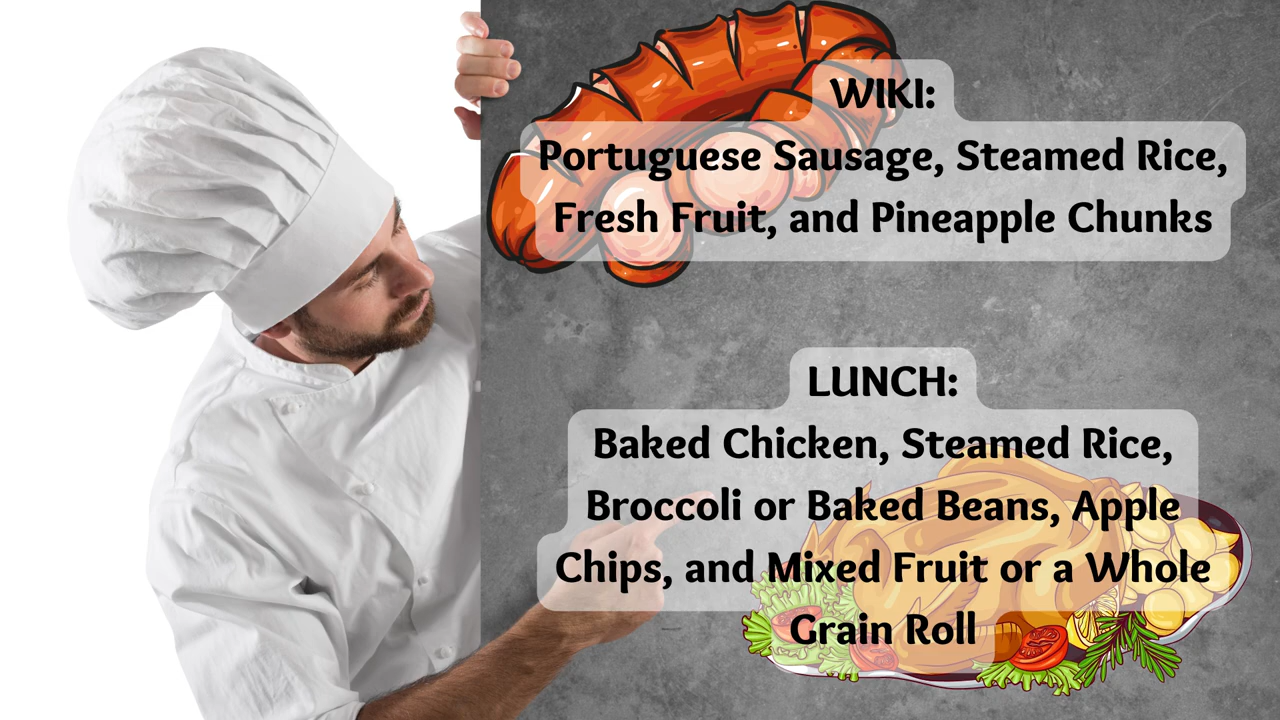 WIKI:
Portuguese Sausage, Steamed Rice,
Fresh Fruit, and Pineapple Chunks
LUNCH:
Baked Chicken, Steamed Rice,
Broccoli or Baked Beans, Apple
Chips, and Mixed Fruit or a Whole
Grain Roll